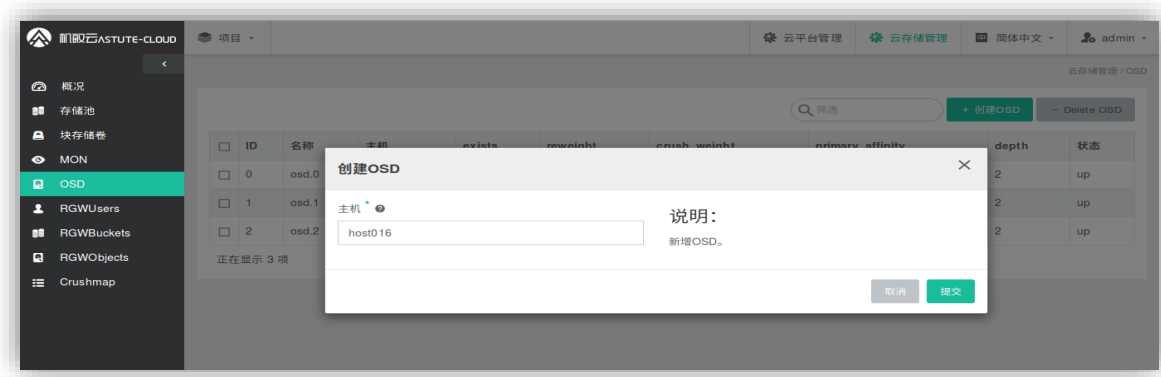 ASTUTE-CLOUD
项目
云平台管理
云存储管理
简体中文
admin
云存储管理 / OSD
概况
存储池
块存储卷
MON
OSD
RGWUsers
RGWBuckets
RGWObjects
Crushmap
筛选
+ 创建OSD
− Delete OSD
ID 名称 主机 exists reweight crush_weight primary_affinity depth 状态
0 osd.0 2 up
1 osd.1 2 up
2 osd.2 2 up
正在显示 3 项
创建OSD
主机 *
host016
说明：
新增OSD。
取消
提交